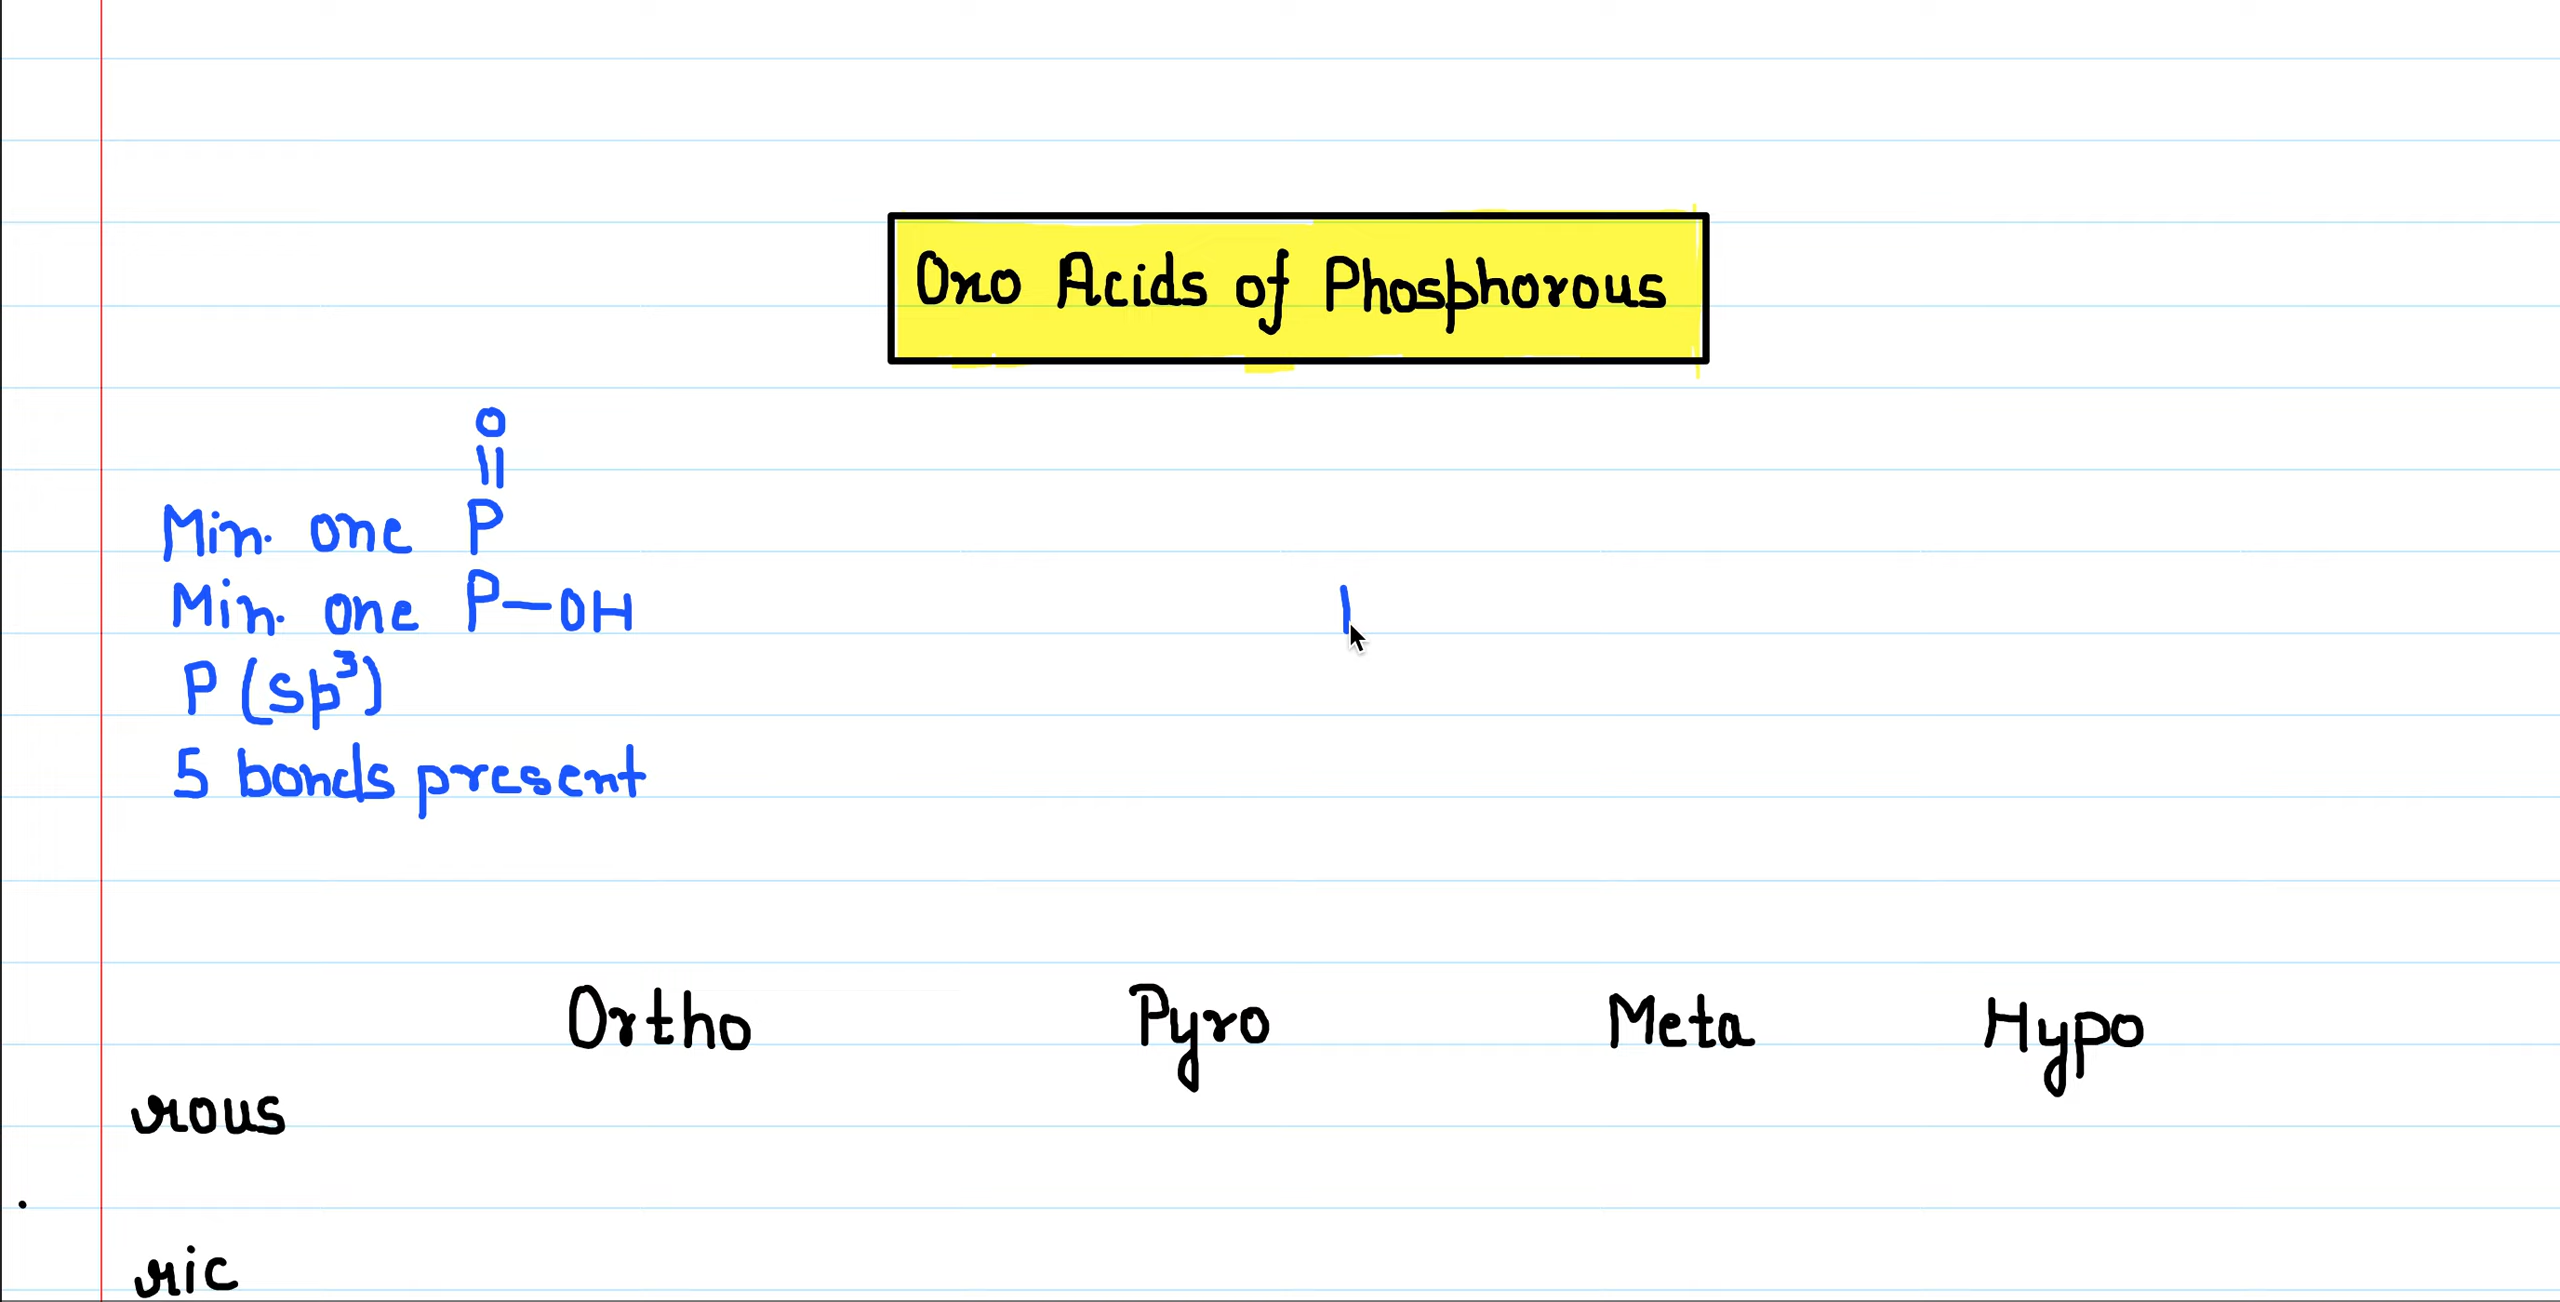 Oxo Acids of Phosphorous
O
||
Min. one P
Min. one P—OH
P (sp³)
5 bonds present
Ortho Pyro Meta Hypo
rous
ric